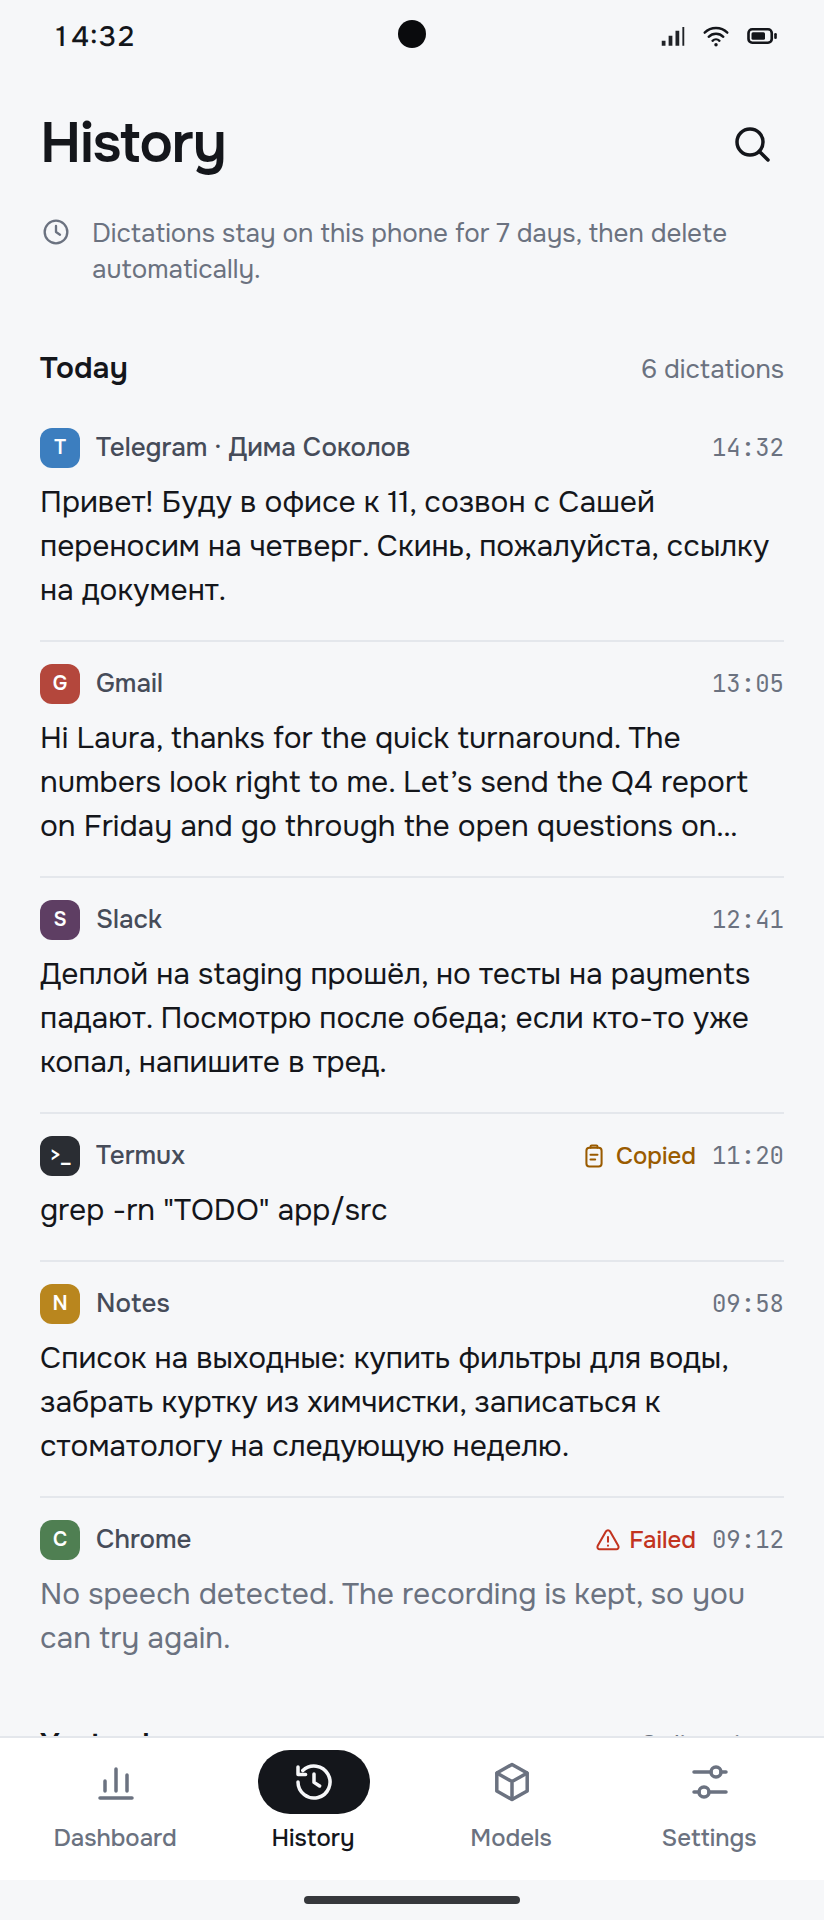 14:32
History
Dictations stay on this phone for 7 days, then delete
automatically.
Today
6 dictations
T
Telegram · Дима Соколов
14:32
Привет! Буду в офисе к 11, созвон с Сашей
переносим на четверг. Скинь, пожалуйста, ссылку
на документ.
G
Gmail
13:05
Hi Laura, thanks for the quick turnaround. The
numbers look right to me. Let’s send the Q4 report
on Friday and go through the open questions on...
S
Slack
12:41
Деплой на staging прошёл, но тесты на payments
падают. Посмотрю после обеда; если кто-то уже
копал, напишите в тред.
>_
Termux
Copied
11:20
grep -rn "TODO" app/src
N
Notes
09:58
Список на выходные: купить фильтры для воды,
забрать куртку из химчистки, записаться к
стоматологу на следующую неделю.
C
Chrome
Failed
09:12
No speech detected. The recording is kept, so you
can try again.
Dashboard
History
Models
Settings